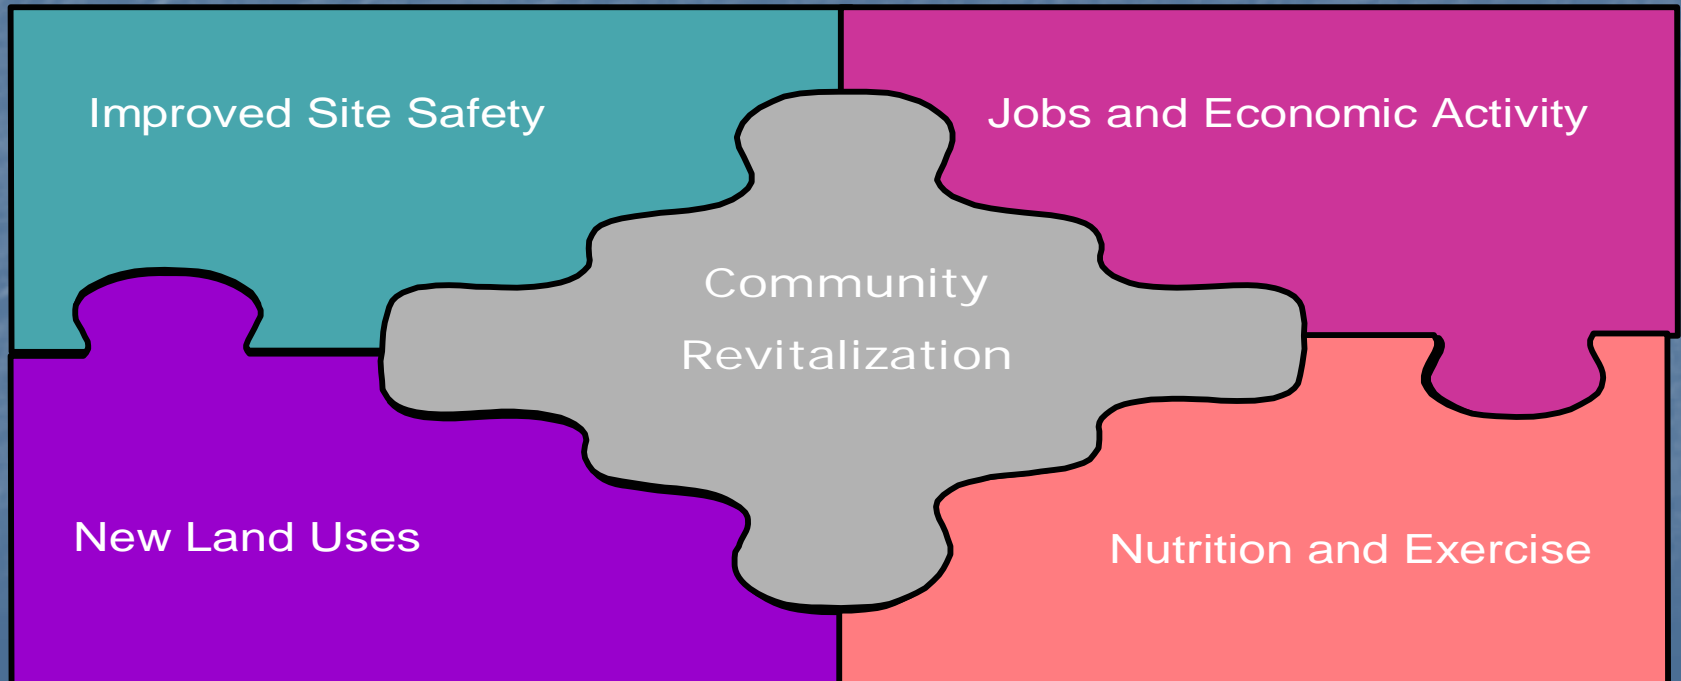 Improved Site Safety
Jobs and Economic Activity
Community
Revitalization
New Land Uses
Nutrition and Exercise